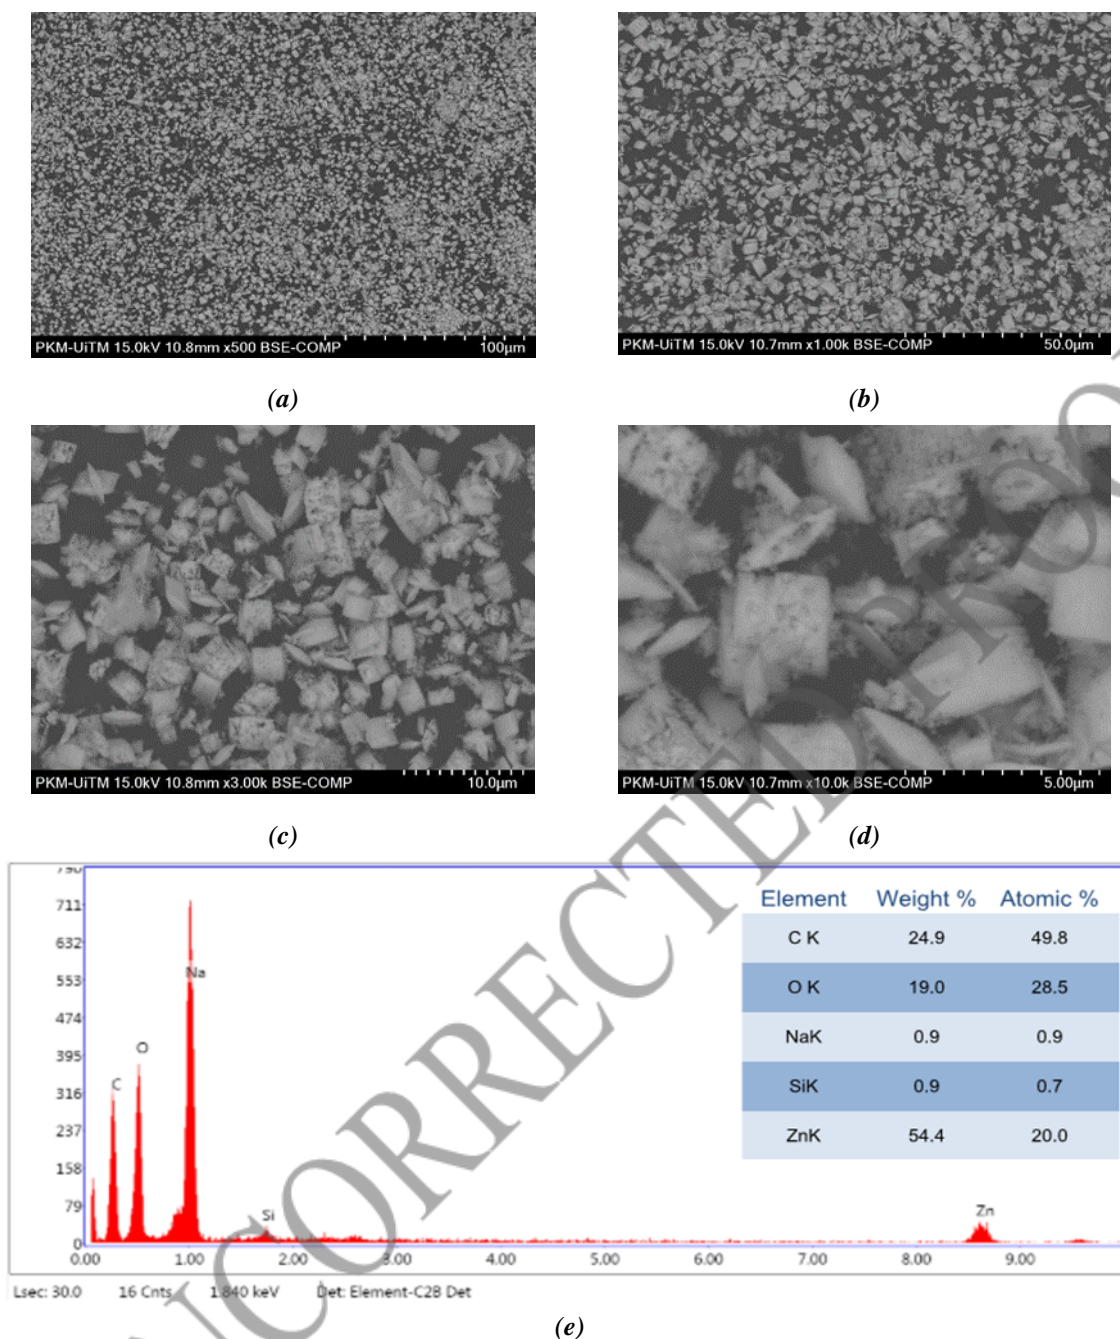 PKM-UiTM 15.0kV 10.8mm x500 BSE-COMP 100µm
PKM-UiTM 15.0kV 10.7mm x1.00k BSE-COMP 50.0µm
(a)
(b)
PKM-UiTM 15.0kV 10.8mm x3.00k BSE-COMP 10.0µm
PKM-UiTM 15.0kV 10.7mm x10.0k BSE-COMP 5.00µm
(c)
(d)
790
711
632
553
474
395
316
237
158
79
0
C
O
Na
Si
Zn
0.00 1.00 2.00 3.00 4.00 5.00 6.00 7.00 8.00 9.00
Element Weight % Atomic %
C K 24.9 49.8
O K 19.0 28.5
NaK 0.9 0.9
SiK 0.9 0.7
ZnK 54.4 20.0
Lsec: 30.0 16 Cnts 1.840 keV Det: Element-C2B Det
(e)
NCORRECTED PROO